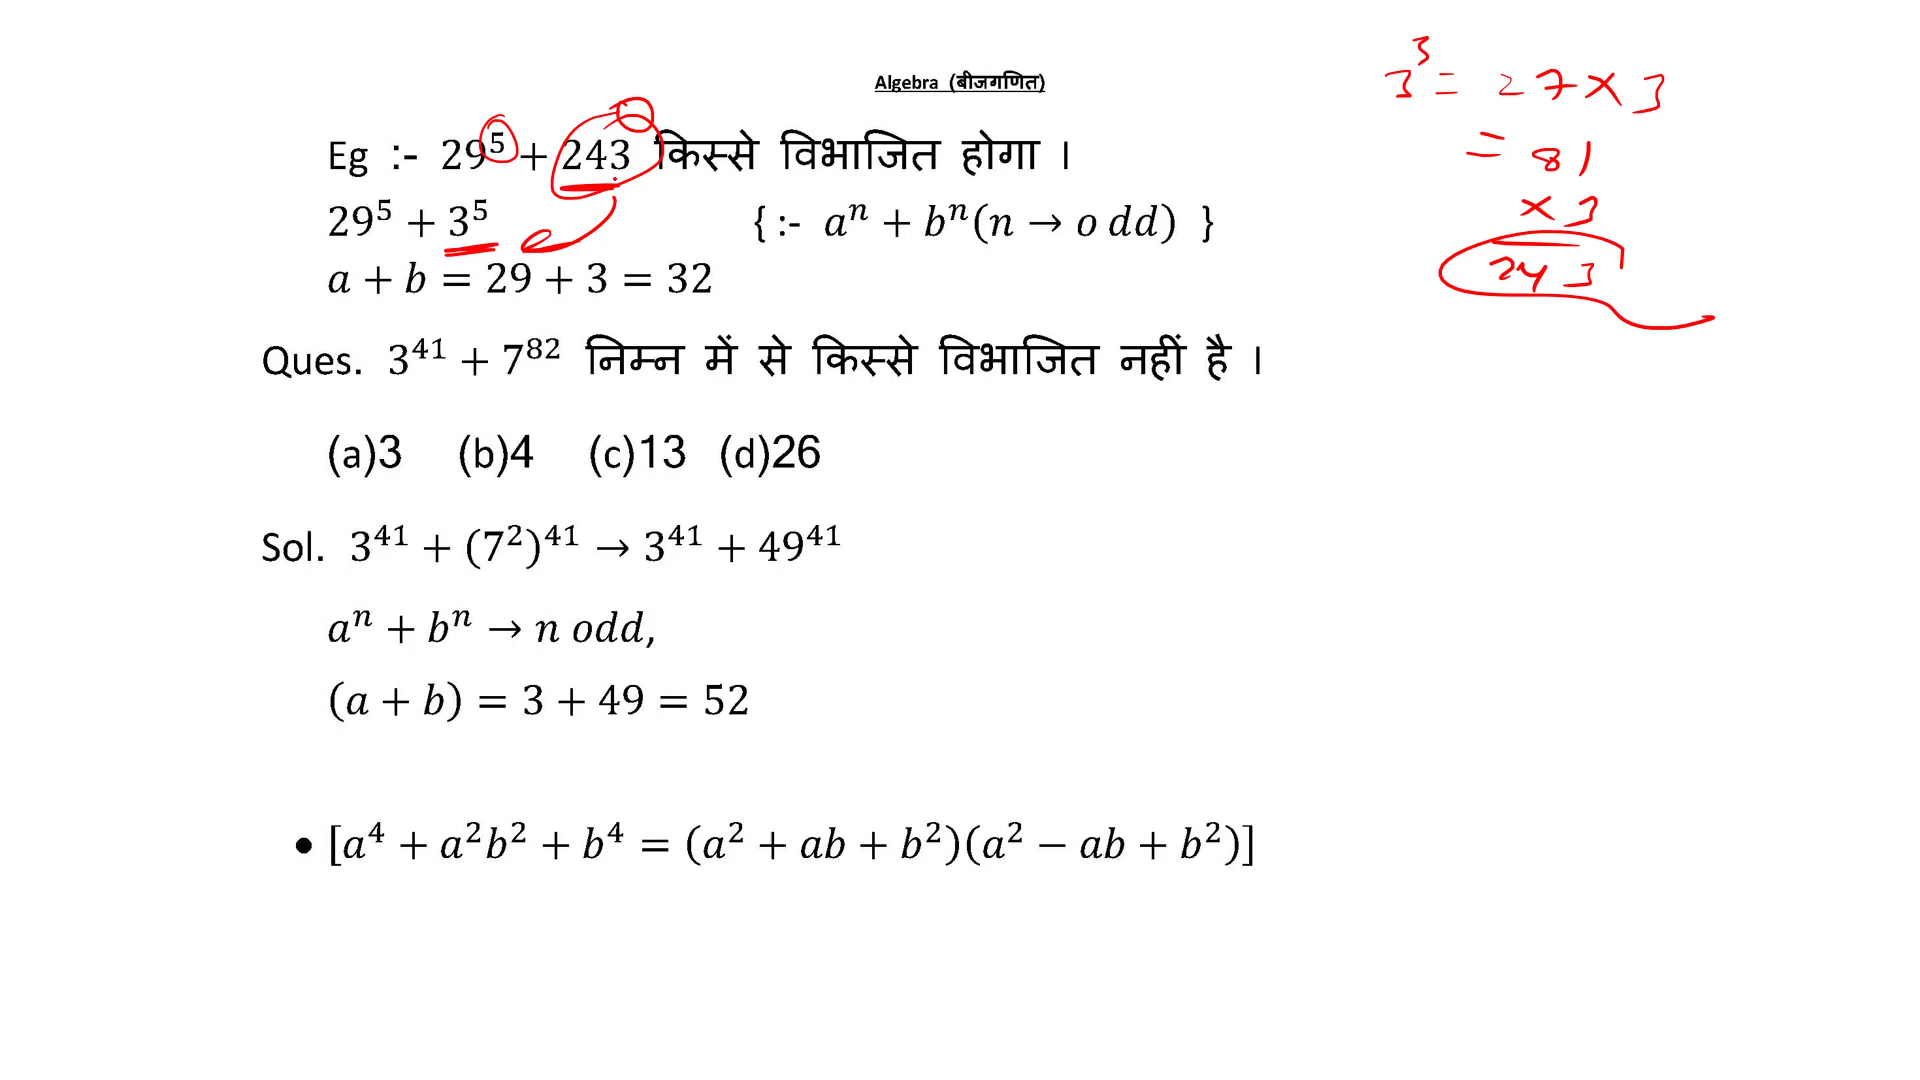 Algebra (बीजगणित)
Eg :- 29⁵ + 243 किस्से विभाजित होगा ।
29⁵ + 3⁵ { :- aⁿ + bⁿ(n → o dd) }
a + b = 29 + 3 = 32
3³ = 27 × 3
= 81
× 3
243
Ques. 3⁴¹ + 7⁸² निम्न में से किस्से विभाजित नहीं है ।
(a)3 (b)4 (c)13 (d)26
Sol. 3⁴¹ + (7²)⁴¹ → 3⁴¹ + 49⁴¹
aⁿ + bⁿ → n odd,
(a + b) = 3 + 49 = 52
• [a⁴ + a²b² + b⁴ = (a² + ab + b²)(a² − ab + b²)]